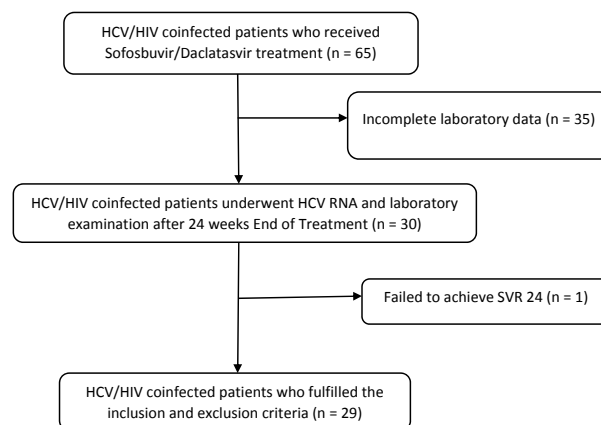 HCV/HIV coinfected patients who received
Sofosbuvir/Daclatasvir treatment (n = 65)
Incomplete laboratory data (n = 35)
HCV/HIV coinfected patients underwent HCV RNA and laboratory
examination after 24 weeks End of Treatment (n = 30)
Failed to achieve SVR 24 (n = 1)
HCV/HIV coinfected patients who fulfilled the
inclusion and exclusion criteria (n = 29)